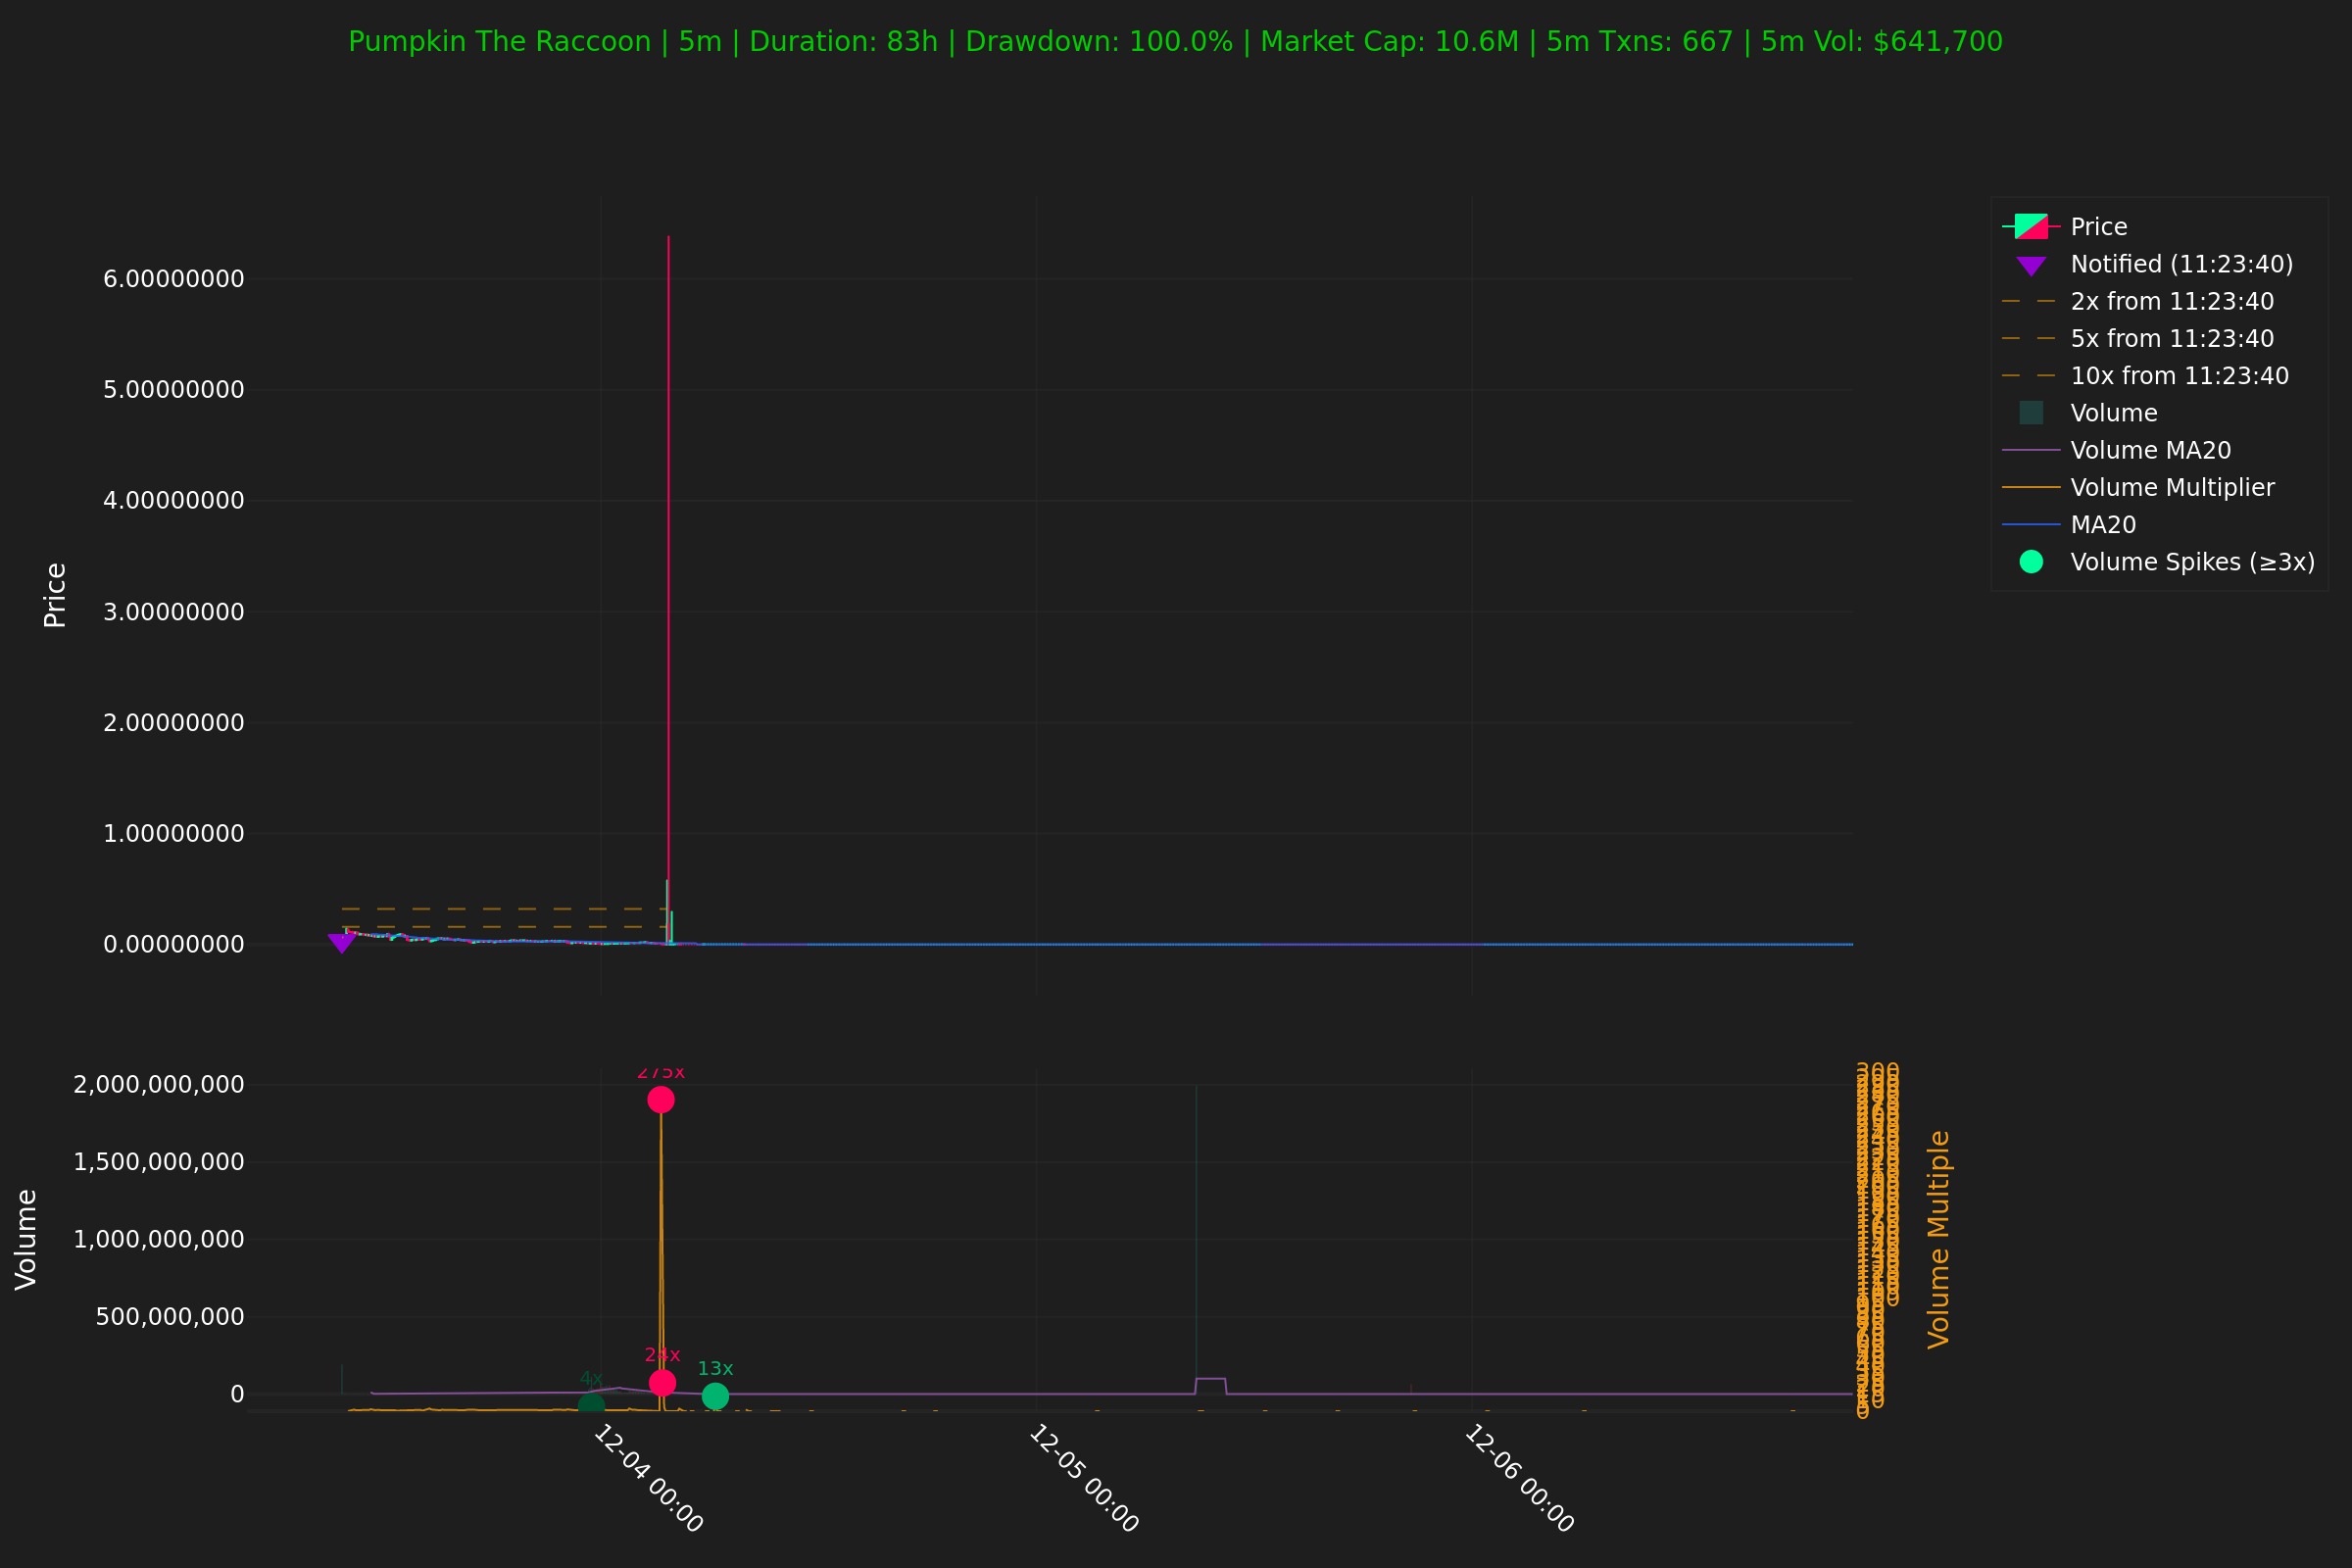 Pumpkin The Raccoon | 5m | Duration: 83h | Drawdown: 100.0% | Market Cap: 10.6M | 5m Txns: 667 | 5m Vol: $641,700
Price
6.00000000
5.00000000
4.00000000
3.00000000
2.00000000
1.00000000
0.00000000
Price
Notified (11:23:40)
2x from 11:23:40
5x from 11:23:40
10x from 11:23:40
Volume
Volume MA20
Volume Multiplier
MA20
Volume Spikes (≥3x)
Volume
2,000,000,000
1,500,000,000
1,000,000,000
500,000,000
0
275x
24x
13x
4x
300
0
Volume Multiple
12-04 00:00
12-05 00:00
12-06 00:00